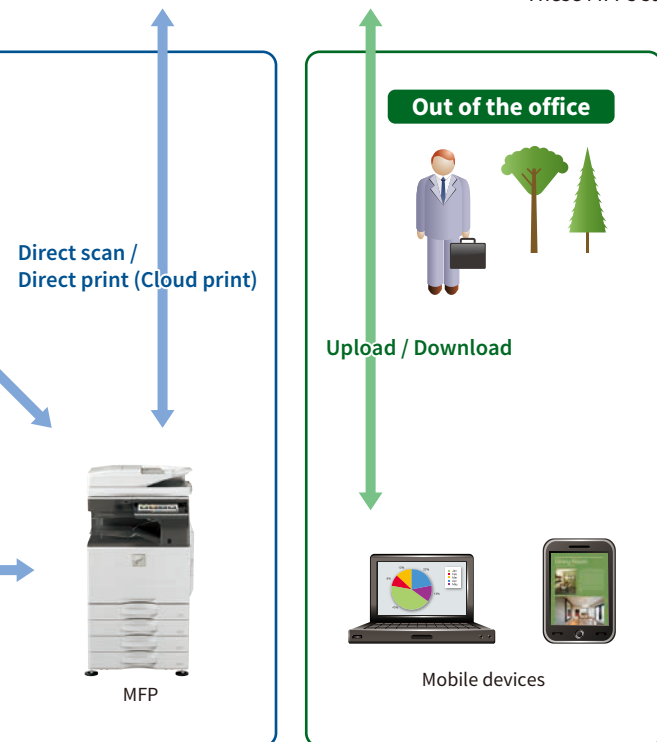 Out of the office
Direct scan /
Direct print (Cloud print)
Upload / Download
MFP
Mobile devices